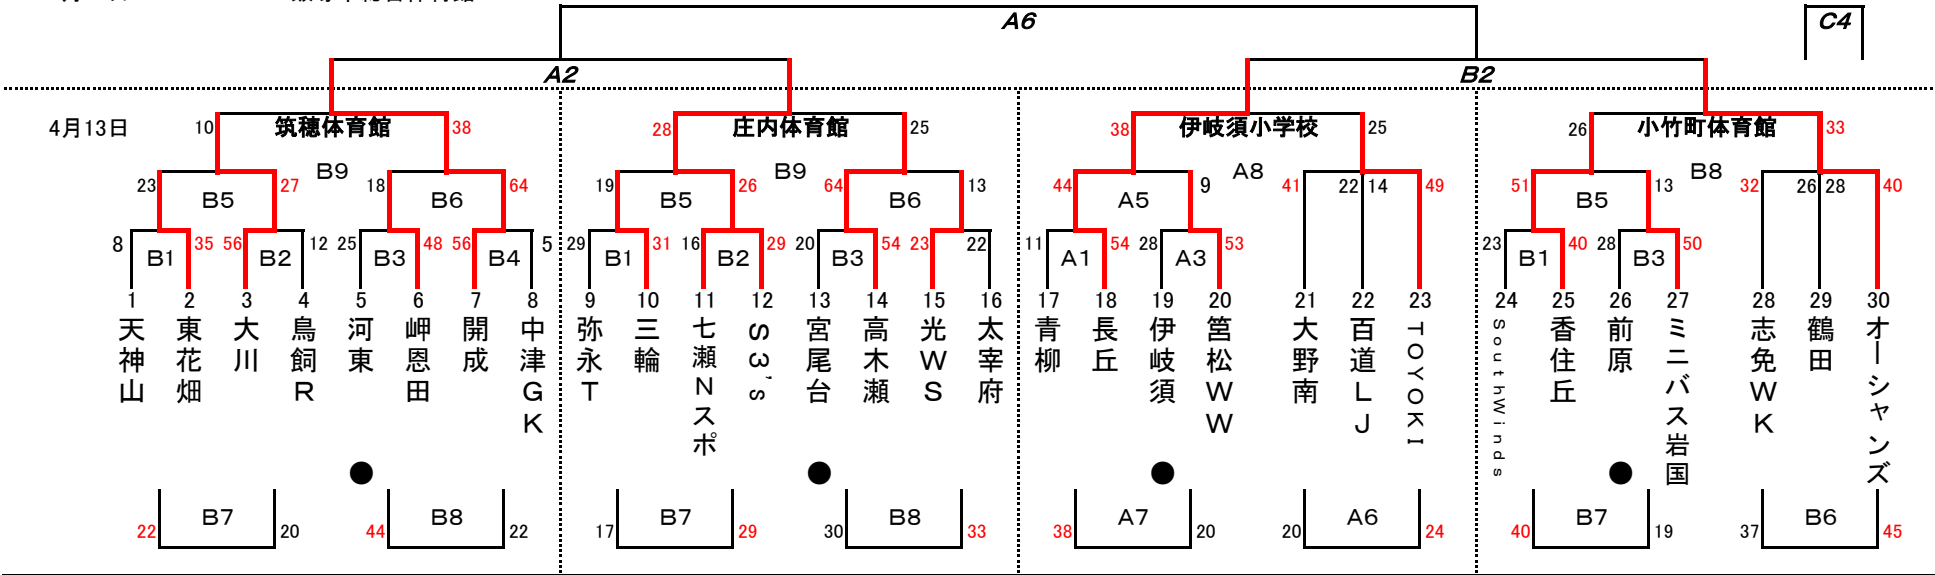 A6
C4
A2
B2
4月13日
10
筑穂体育館
38
28
庄内体育館
25
38
伊岐須小学校
25
26
小竹町体育館
33
B9
B9
A8
B8
23
27
18
64
19
26
64
13
44
9
41
22
14
49
51
13
32
26
28
40
B5
B6
B5
B6
A5
B5
8
35
56
12
25
48
56
5
29
31
16
29
20
54
23
22
11
54
28
53
23
40
28
50
B1
B2
B3
B4
B1
B2
B3
A1
A3
B1
B3
1
2
3
4
5
6
7
8
9
10
11
12
13
14
15
16
17
18
19
20
21
22
23
24
25
26
27
28
29
30
天神山
東花畑
大川
鳥飼R
河東
岬恩田
開成
中津GK
弥永T
三輪
七瀬Nスポ
S3's
宮尾台
高木瀬
光WS
太宰府
青柳
長丘
伊岐須
筥松WW
大野南
百道LJ
TOYOKI
SouthWinds
香住丘
前原
ミニバス岩国
志免WK
鶴田
オーシャンズ
22
B7
20
44
B8
22
17
B7
29
30
B8
33
38
A7
20
20
A6
24
40
B7
19
37
B6
45